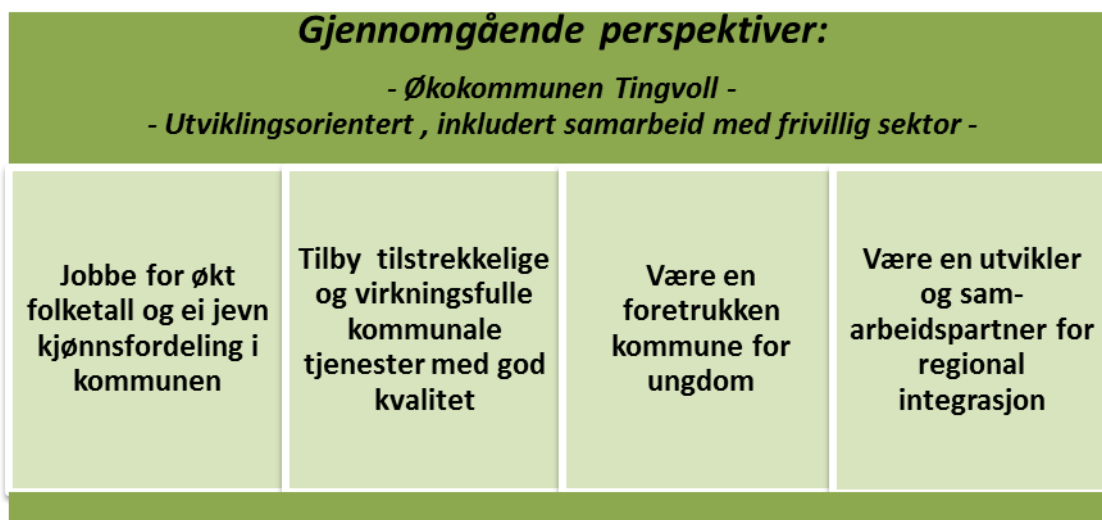 Gjennomgående perspektiver:
- Økokommunen Tingvoll -
- Utviklingsorientert , inkludert samarbeid med frivillig sektor -
Jobbe for økt
folketall og ei jevn
kjønnsfordeling i
kommunen
Tilby tilstrekkelige
og virkningsfulle
kommunale
tjenester med god
kvalitet
Være en
foretrukken
kommune for
ungdom
Være en utvikler
og sam-
arbeidspartner for
regional
integrasjon